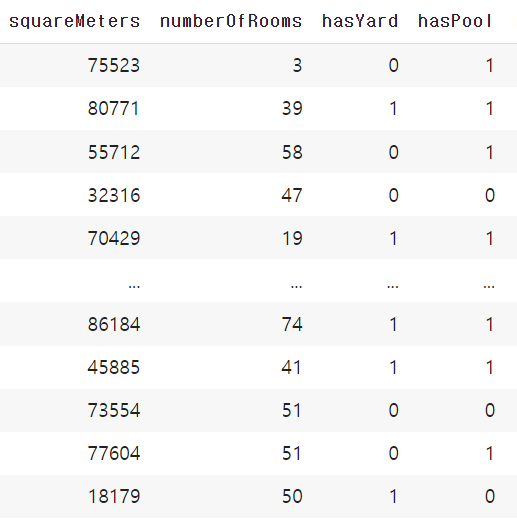 squareMeters numberOfRooms hasYard hasPool
75523 3 0 1
80771 39 1 1
55712 58 0 1
32316 47 0 0
70429 19 1 1
... ... ... ...
86184 74 1 1
45885 41 1 1
73554 51 0 0
77604 51 0 1
18179 50 1 0